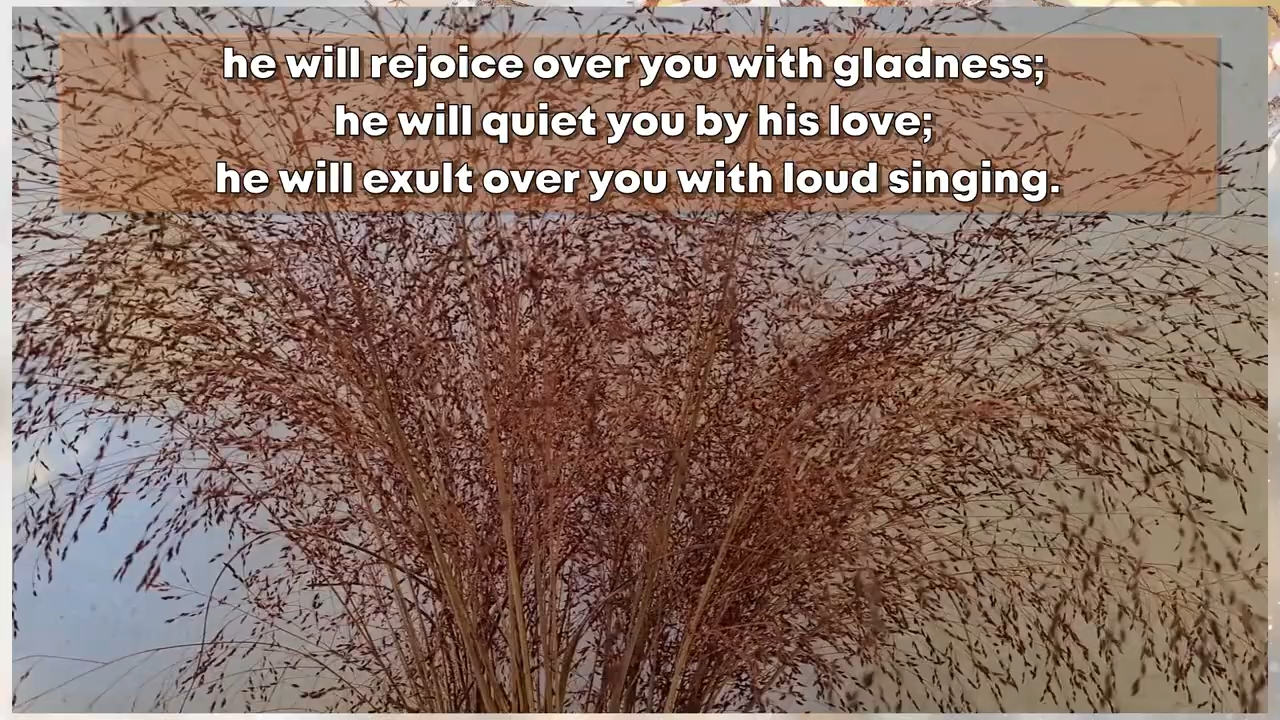 he will rejoice over you with gladness;
he will quiet you by his love;
he will exult over you with loud singing.